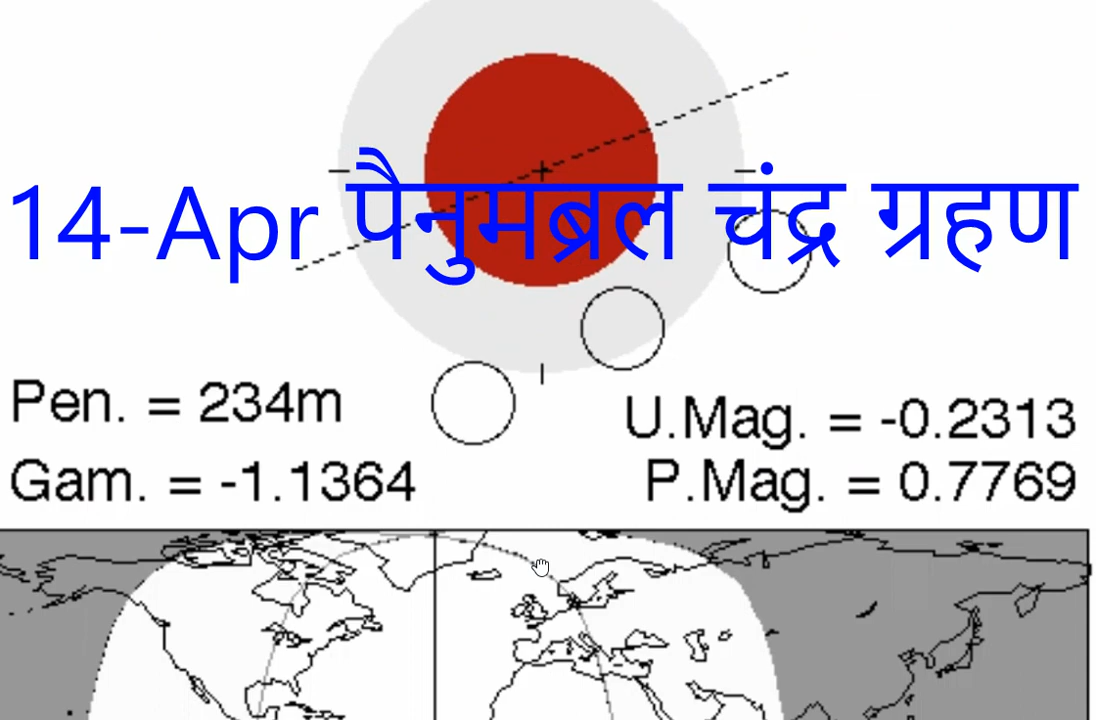 14-Apr पैनुमब्रल चंद्र ग्रहण
Pen. = 234m
U.Mag. = -0.2313
Gam. = -1.1364
P.Mag. = 0.7769